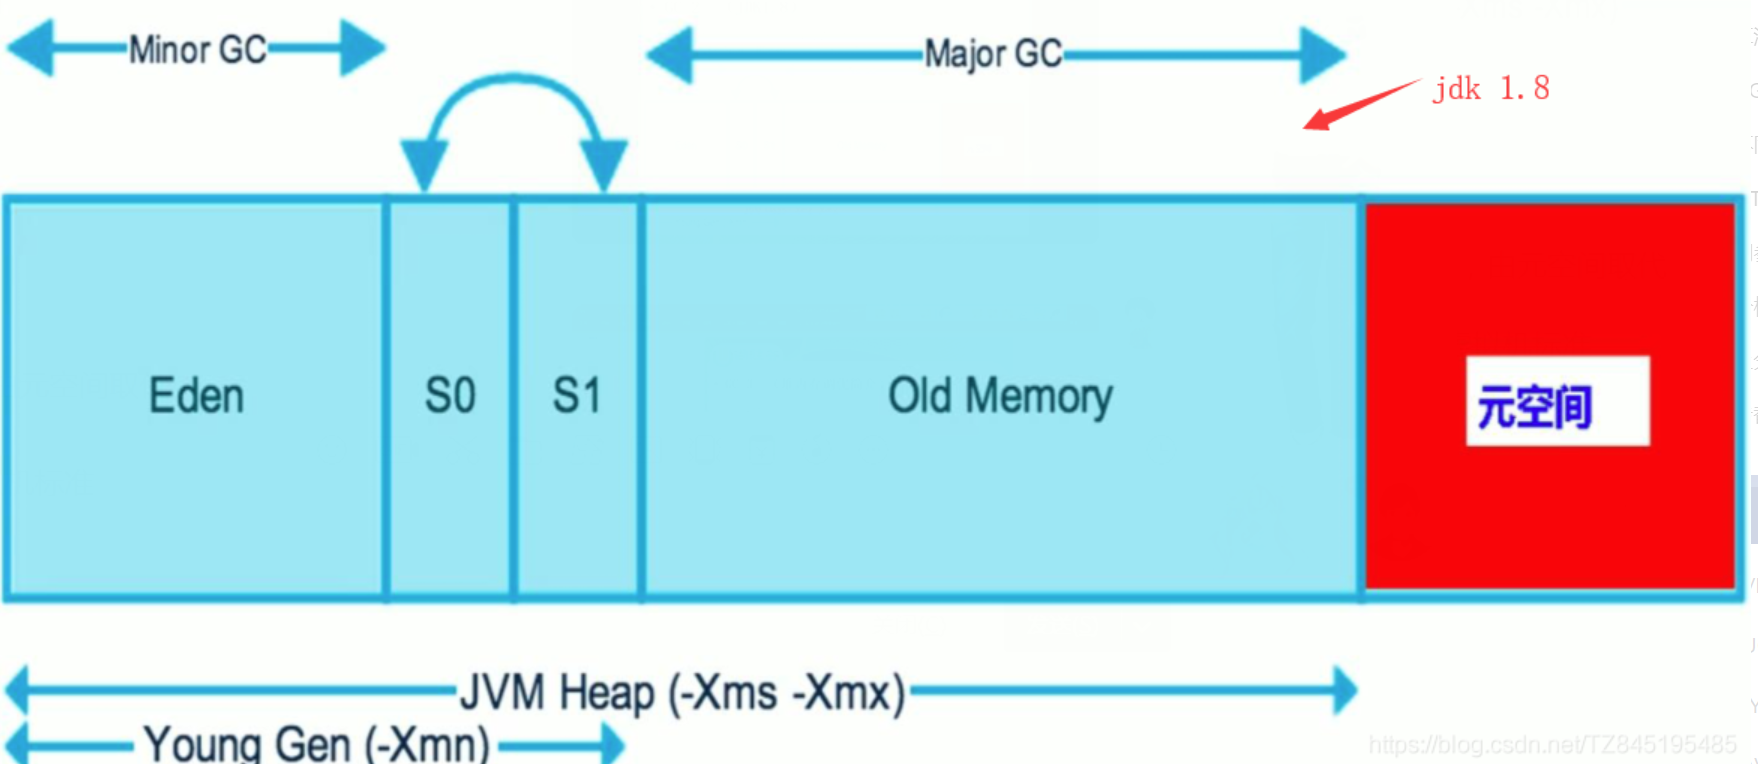 Minor GC
Major GC
jdk 1.8
Eden
S0
S1
Old Memory
元空间
JVM Heap (-Xms -Xmx)
Young Gen (-Xmn)
https://blog.csdn.net/TZ845195485